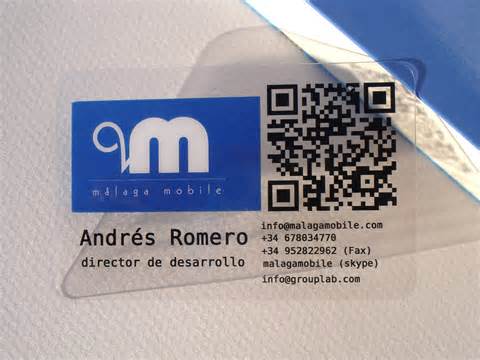 m
málaga mobile
Andrés Romero
director de desarrollo
info@malagamobile.com
+34 678034770
+34 952822962 (Fax)
malagamobile (skype)
info@grouplab.com